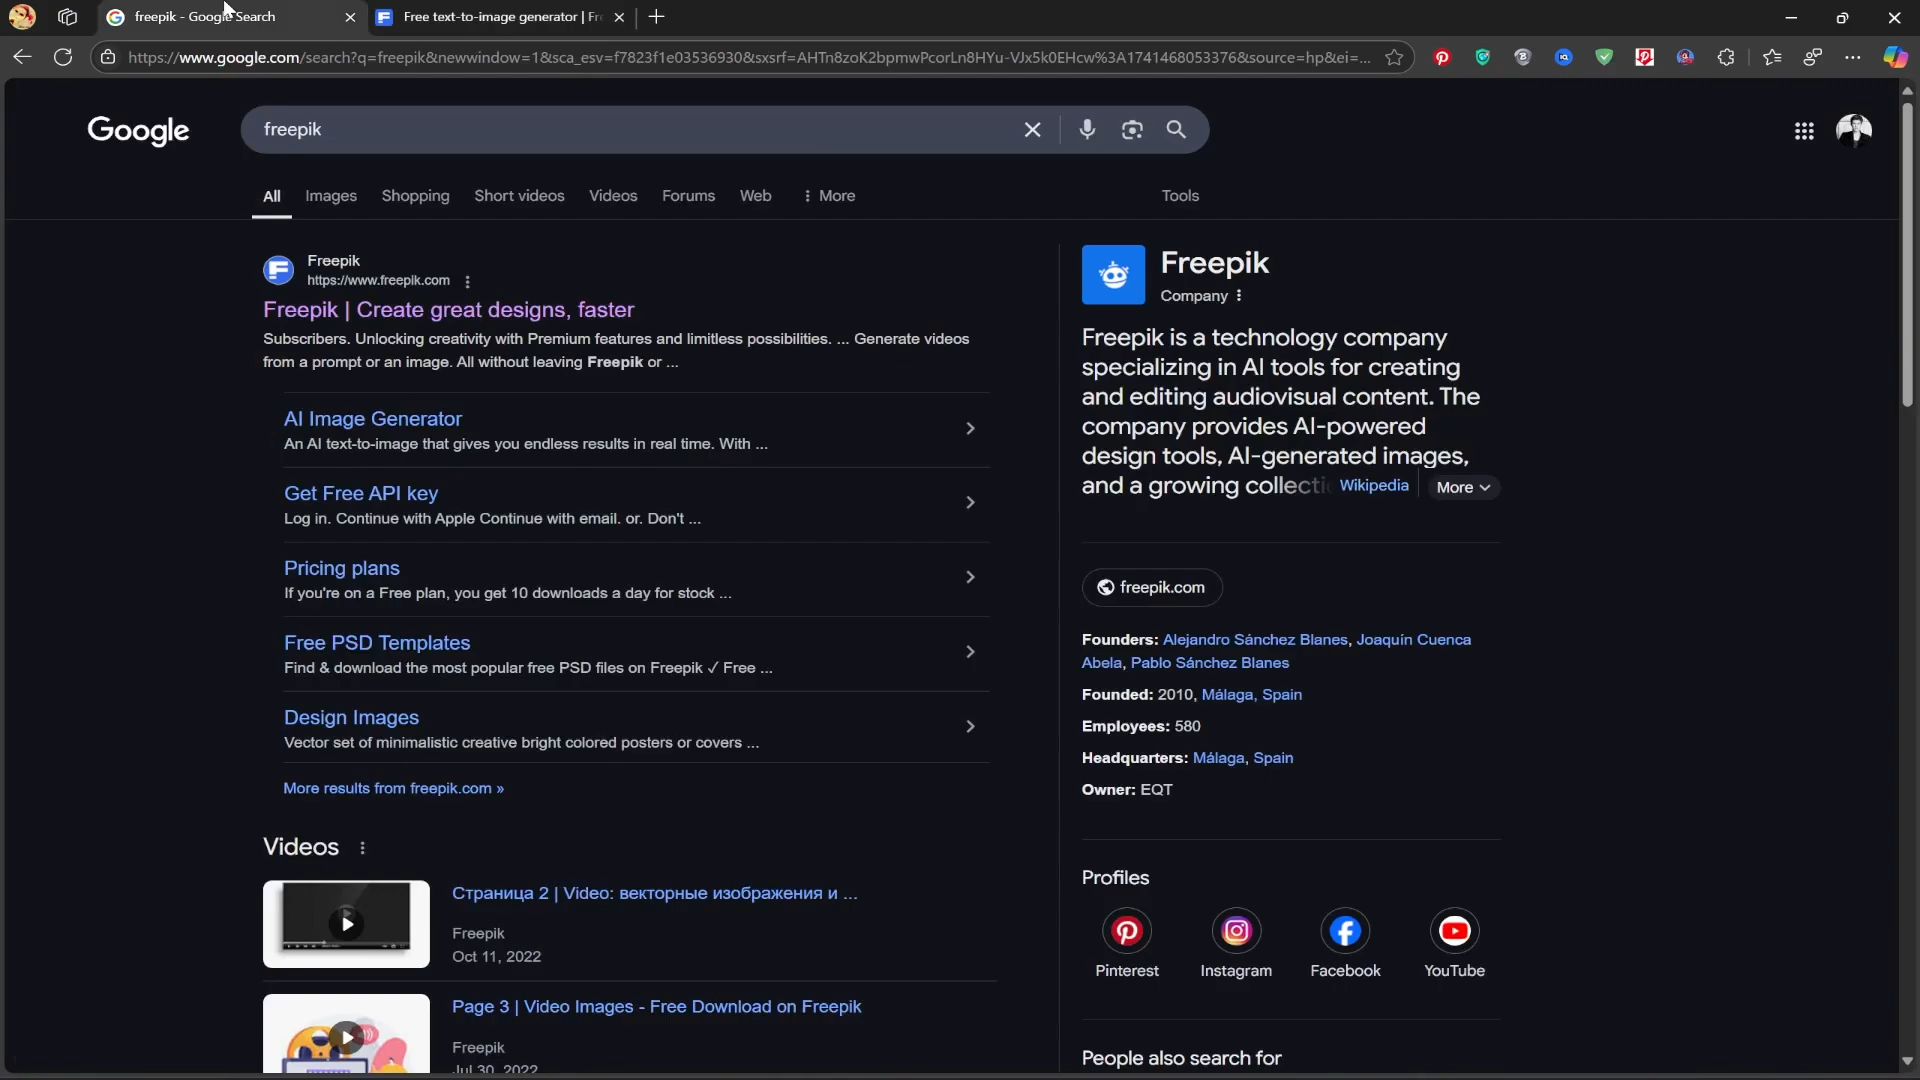 freepik - Google Search
Free text-to-image generator | Fr
https://www.google.com/search?q=freepik&newwindow=1&sca_esv=f7823f1e03536930&sxsrf=AHTn8zoK2bpmwPcorLn8HYu-VJx5k0EHcw%3A1741468053376&source=hp&ei=...
Google
freepik
All
Images
Shopping
Short videos
Videos
Forums
Web
More
Tools
Freepik
https://www.freepik.com
Freepik | Create great designs, faster
Subscribers. Unlocking creativity with Premium features and limitless possibilities. ... Generate videos
from a prompt or an image. All without leaving Freepik or ...
AI Image Generator
An AI text-to-image that gives you endless results in real time. With ...
Get Free API key
Log in. Continue with Apple Continue with email. or. Don't ...
Pricing plans
If you're on a Free plan, you get 10 downloads a day for stock ...
Free PSD Templates
Find & download the most popular free PSD files on Freepik ✓ Free ...
Design Images
Vector set of minimalistic creative bright colored posters or covers ...
More results from freepik.com »
Videos
Страница 2 | Video: векторные изображения и ...
Freepik
Oct 11, 2022
Page 3 | Video Images - Free Download on Freepik
Freepik
Jul 30, 2022
Freepik
Company
Freepik is a technology company
specializing in AI tools for creating
and editing audiovisual content. The
company provides AI-powered
design tools, AI-generated images,
and a growing collecti Wikipedia More
freepik.com
Founders: Alejandro Sánchez Blanes, Joaquín Cuenca
Abela, Pablo Sánchez Blanes
Founded: 2010, Málaga, Spain
Employees: 580
Headquarters: Málaga, Spain
Owner: EQT
Profiles
Pinterest
Instagram
Facebook
YouTube
People also search for